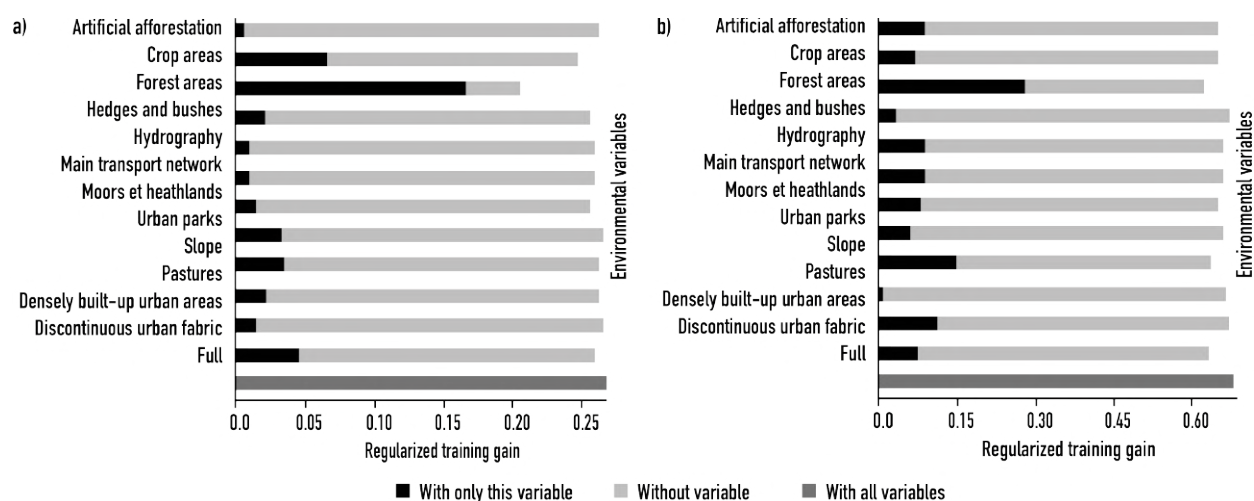 a)
Artificial afforestation
Crop areas
Forest areas
Hedges and bushes
Hydrography
Main transport network
Moors et heathlands
Urban parks
Slope
Pastures
Densely built-up urban areas
Discontinuous urban fabric
Full
0.0 0.05 0.10 0.15 0.20 0.25
Regularized training gain
Environmental variables
b)
Artificial afforestation
Crop areas
Forest areas
Hedges and bushes
Hydrography
Main transport network
Moors et heathlands
Urban parks
Slope
Pastures
Densely built-up urban areas
Discontinuous urban fabric
Full
0.0 0.15 0.30 0.45 0.60
Regularized training gain
Environmental variables
With only this variable Without variable With all variables